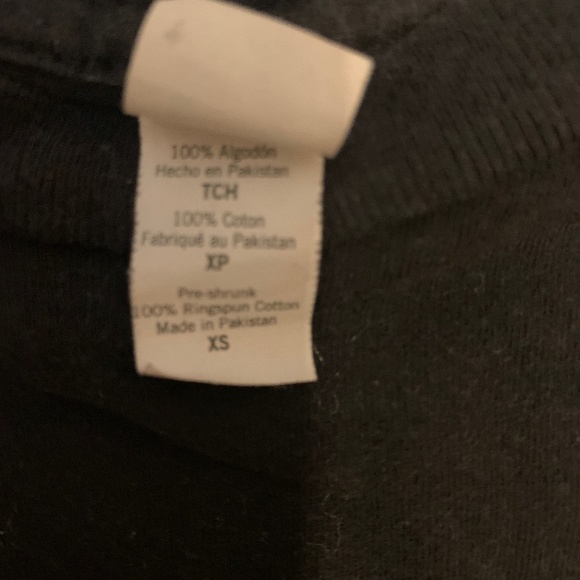 100% Algodón
Hecho en Pakistan
TCH
100% Coton
Fabriqué au Pakistan
XP
Pre-shrunk
100% Ringspun Cotton
Made in Pakistan
XS